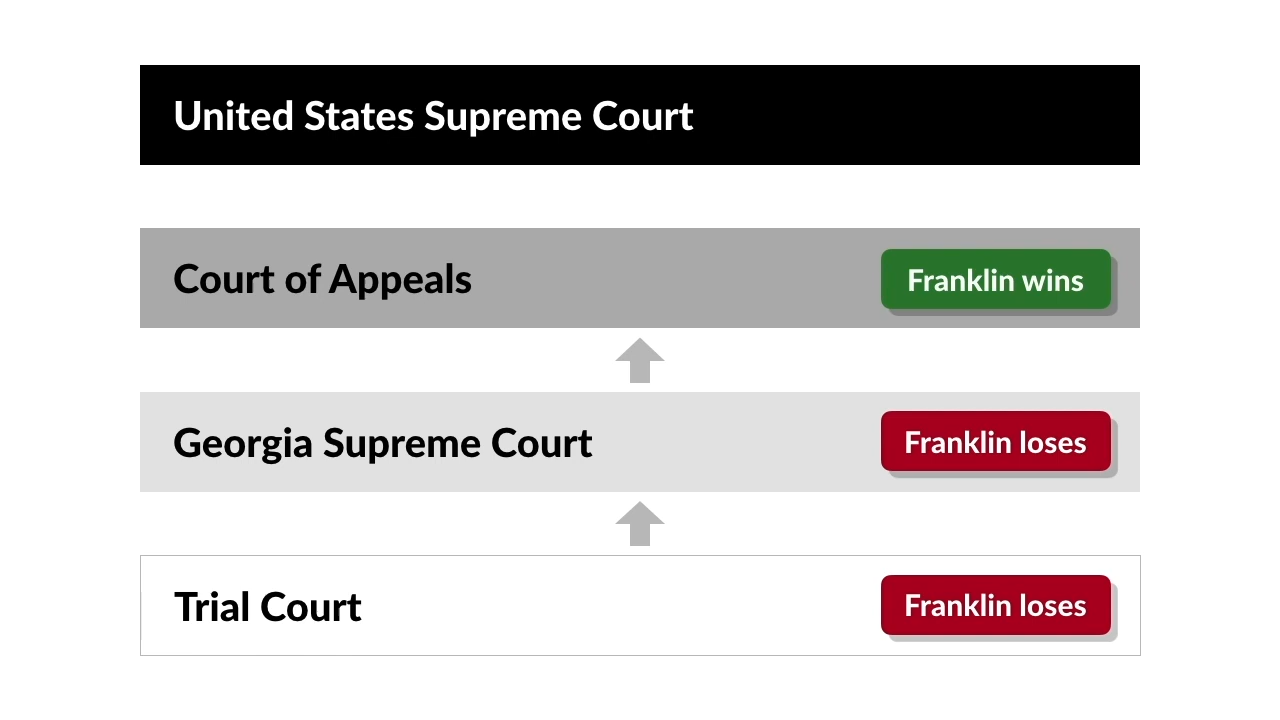 United States Supreme Court
Court of Appeals
Franklin wins
Georgia Supreme Court
Franklin loses
Trial Court
Franklin loses